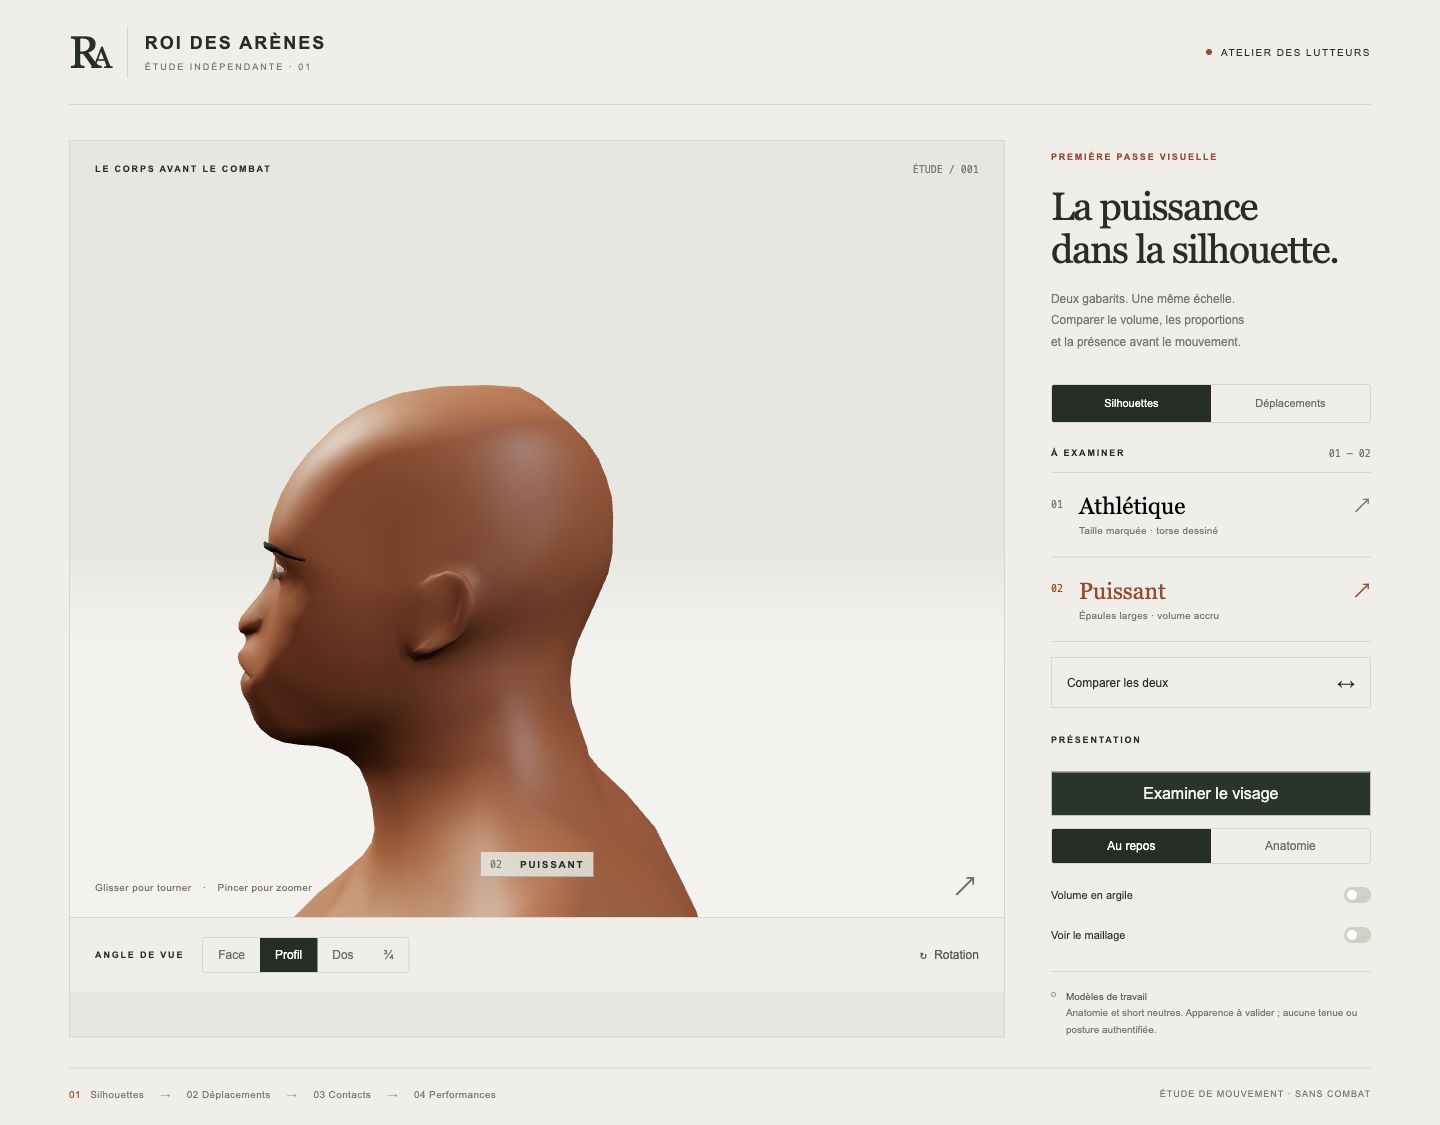 RA
ROI DES ARÈNES
ÉTUDE INDÉPENDANTE · 01
ATELIER DES LUTTEURS
LE CORPS AVANT LE COMBAT
ÉTUDE / 001
02 PUISSANT
Glisser pour tourner · Pincer pour zoomer
ANGLE DE VUE
Face
Profil
Dos
¾
↻ Rotation
PREMIÈRE PASSE VISUELLE
La puissance
dans la silhouette.
Deux gabarits. Une même échelle.
Comparer le volume, les proportions
et la présence avant le mouvement.
Silhouettes
Déplacements
À EXAMINER
01 — 02
01 Athlétique
Taille marquée · torse dessiné
02 Puissant
Épaules larges · volume accru
Comparer les deux
PRÉSENTATION
Examiner le visage
Au repos
Anatomie
Volume en argile
Voir le maillage
Modèles de travail
Anatomie et short neutres. Apparence à valider ; aucune tenue ou
posture authentifiée.
01 Silhouettes → 02 Déplacements → 03 Contacts → 04 Performances
ÉTUDE DE MOUVEMENT · SANS COMBAT